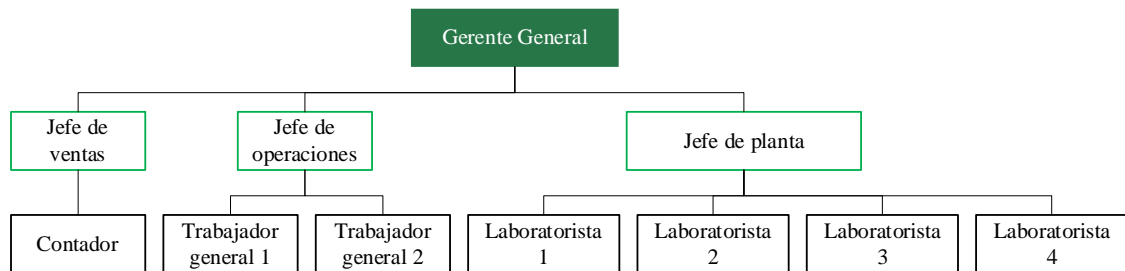 Gerente General
Jefe de
ventas
Jefe de
operaciones
Jefe de planta
Contador
Trabajador
general 1
Trabajador
general 2
Laboratorista
1
Laboratorista
2
Laboratorista
3
Laboratorista
4